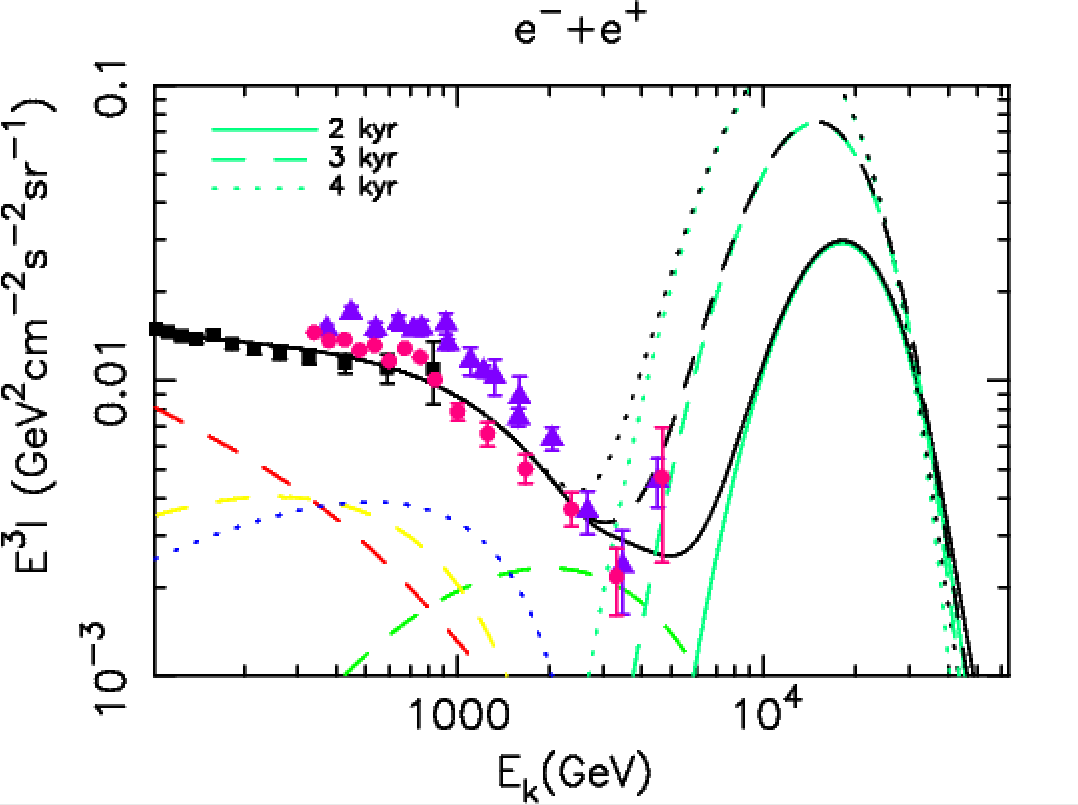 e⁻+e⁺
0.1
2 kyr
3 kyr
4 kyr
E³I (GeV²cm⁻²s⁻²sr⁻¹)
0.01
10⁻³
1000
10⁴
Eₖ(GeV)